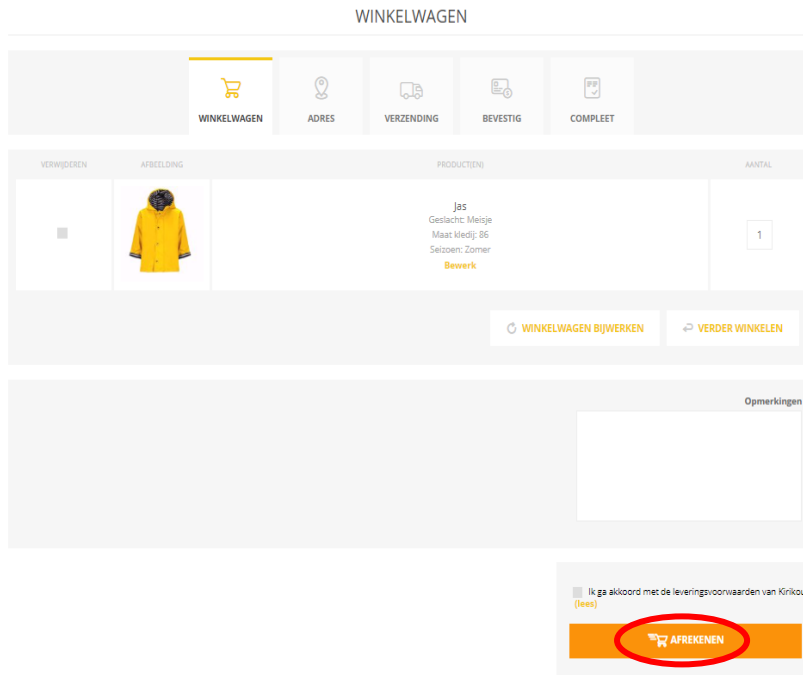 WINKELWAGEN
WINKELWAGEN
ADRES
VERZENDING
BEVESTIG
COMPLEET
VERWIJDEREN
AFBEELDING
PRODUCT(EN)
AANTAL
Jas
Geslacht: Meisje
Maat kledij: 86
Seizoen: Zomer
Bewerk
1
WINKELWAGEN BIJWERKEN
VERDER WINKELEN
Opmerkingen
Ik ga akkoord met de leveringsvoorwaarden van Kirikou
(lees)
AFREKENEN